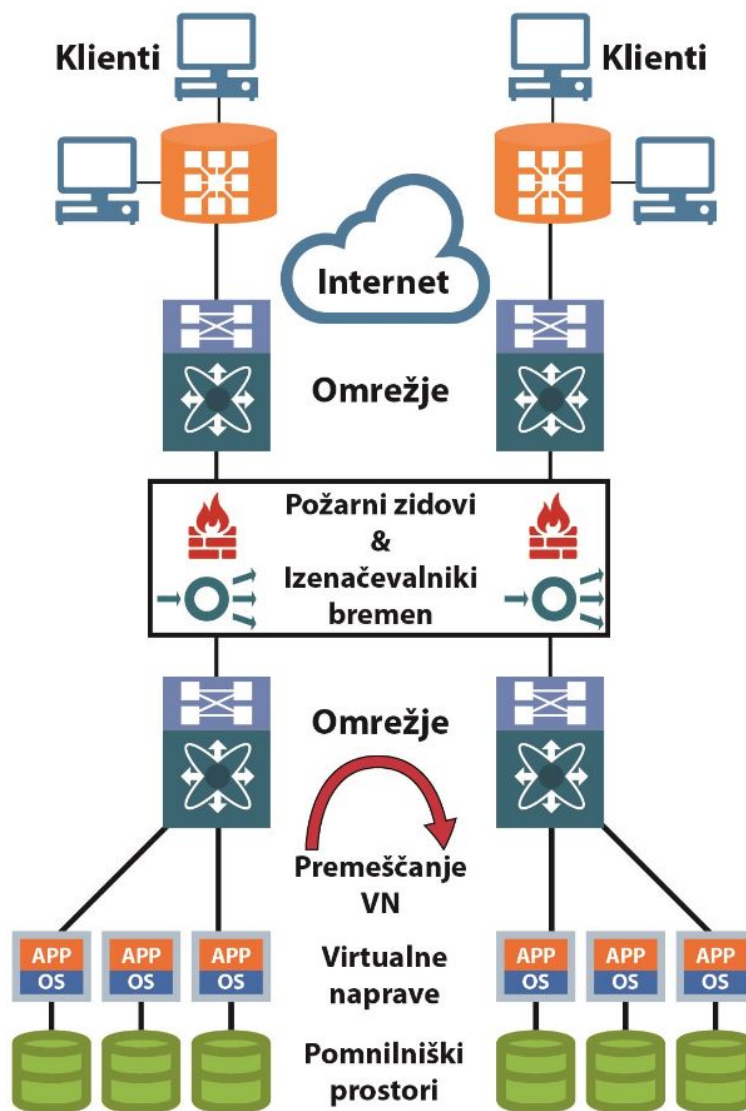 Klienti
Klienti
Internet
Omrežje
Požarni zidovi
&
Izenačevalniki
bremen
Omrežje
Premeščanje
VN
APP
OS
APP
OS
APP
OS
Virtualne
naprave
APP
OS
APP
OS
APP
OS
Pomnilniški
prostori